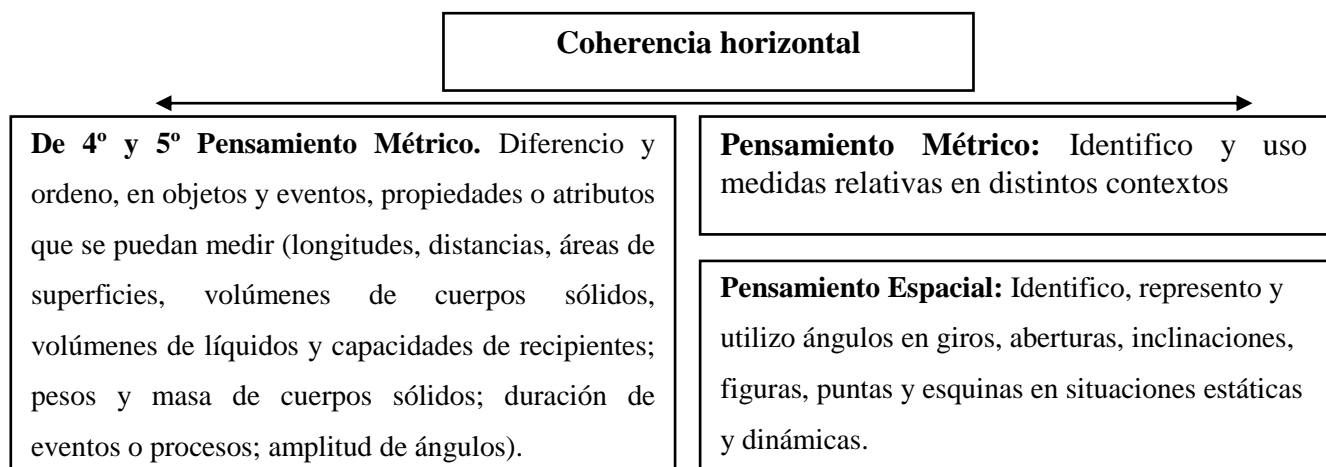 Coherencia horizontal
De 4º y 5º Pensamiento Métrico. Diferencio y
ordeno, en objetos y eventos, propiedades o atributos
que se puedan medir (longitudes, distancias, áreas de
superficies, volúmenes de cuerpos sólidos,
volúmenes de líquidos y capacidades de recipientes;
pesos y masa de cuerpos sólidos; duración de
eventos o procesos; amplitud de ángulos).
Pensamiento Métrico: Identifico y uso
medidas relativas en distintos contextos
Pensamiento Espacial: Identifico, represento y
utilizo ángulos en giros, aberturas, inclinaciones,
figuras, puntas y esquinas en situaciones estáticas
y dinámicas.